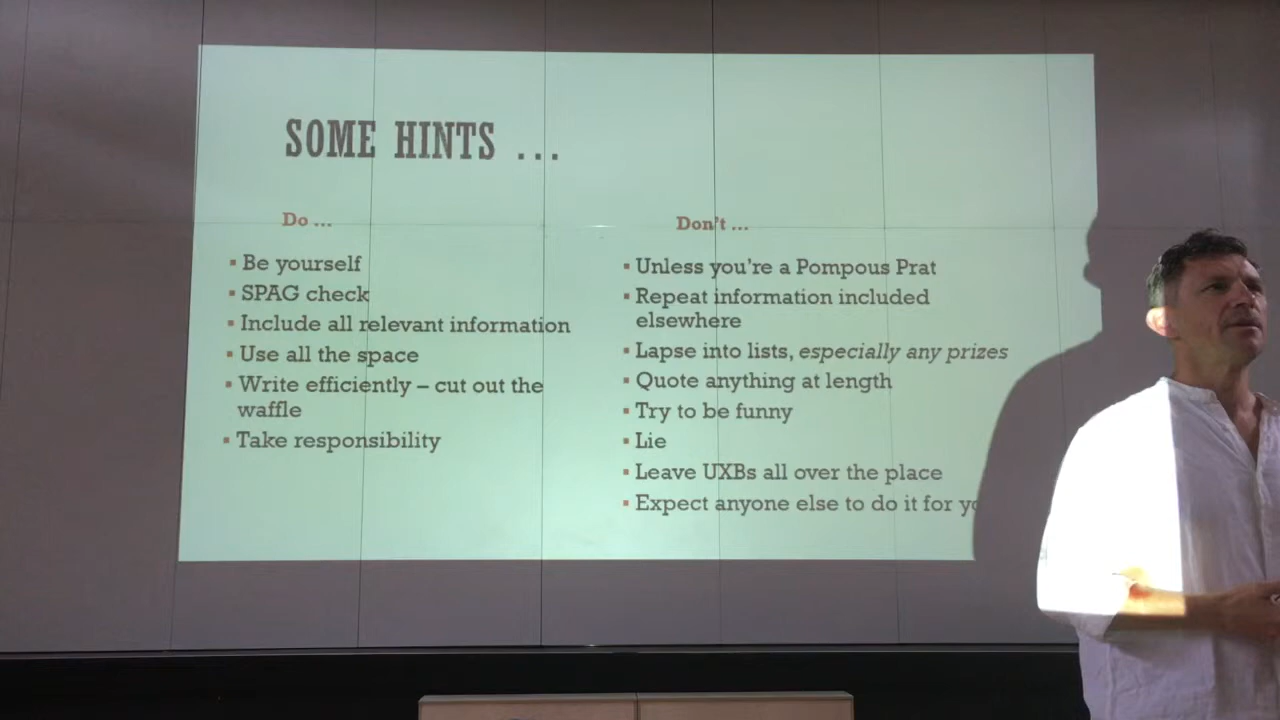 SOME HINTS ...
Do ...
Be yourself
SPAG check
Include all relevant information
Use all the space
Write efficiently – cut out the
waffle
Take responsibility
Don't ...
Unless you're a Pompous Prat
Repeat information included
elsewhere
Lapse into lists, especially any prizes
Quote anything at length
Try to be funny
Lie
Leave UXBs all over the place
Expect anyone else to do it for